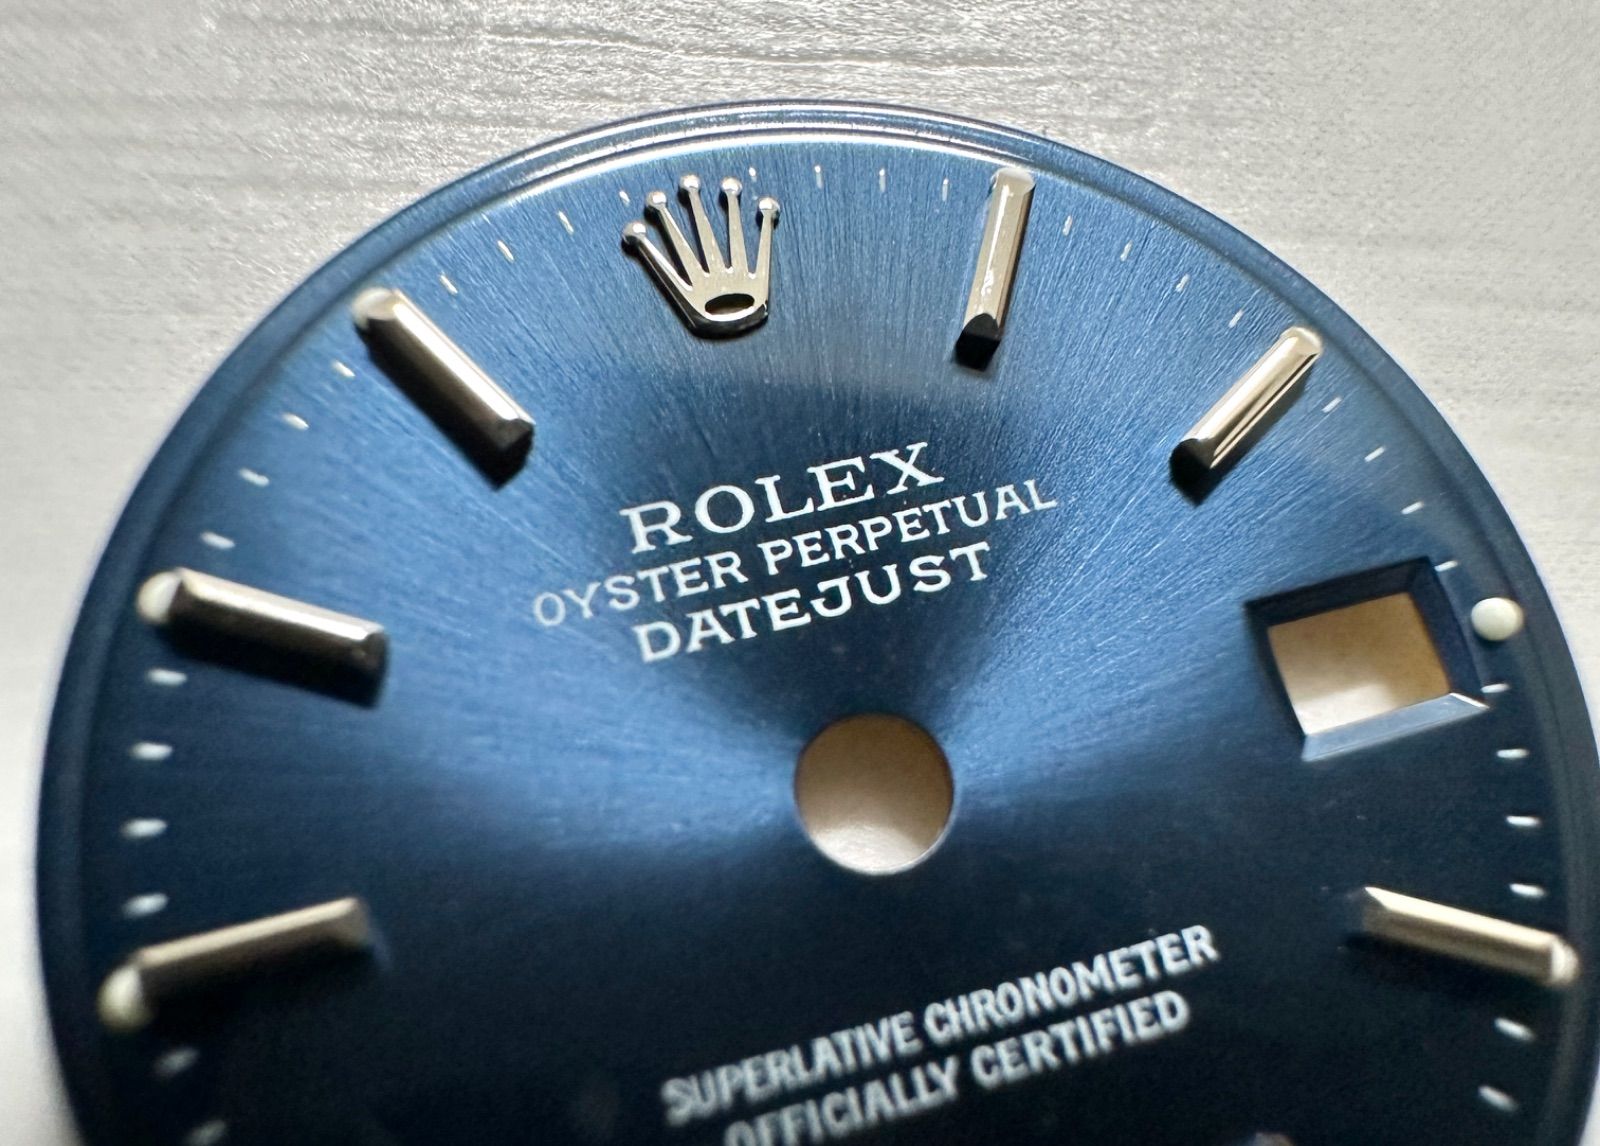 ROLEX
OYSTER PERPETUAL
DATEJUST
SUPERLATIVE CHRONOMETER
OFFICIALLY CERTIFIED